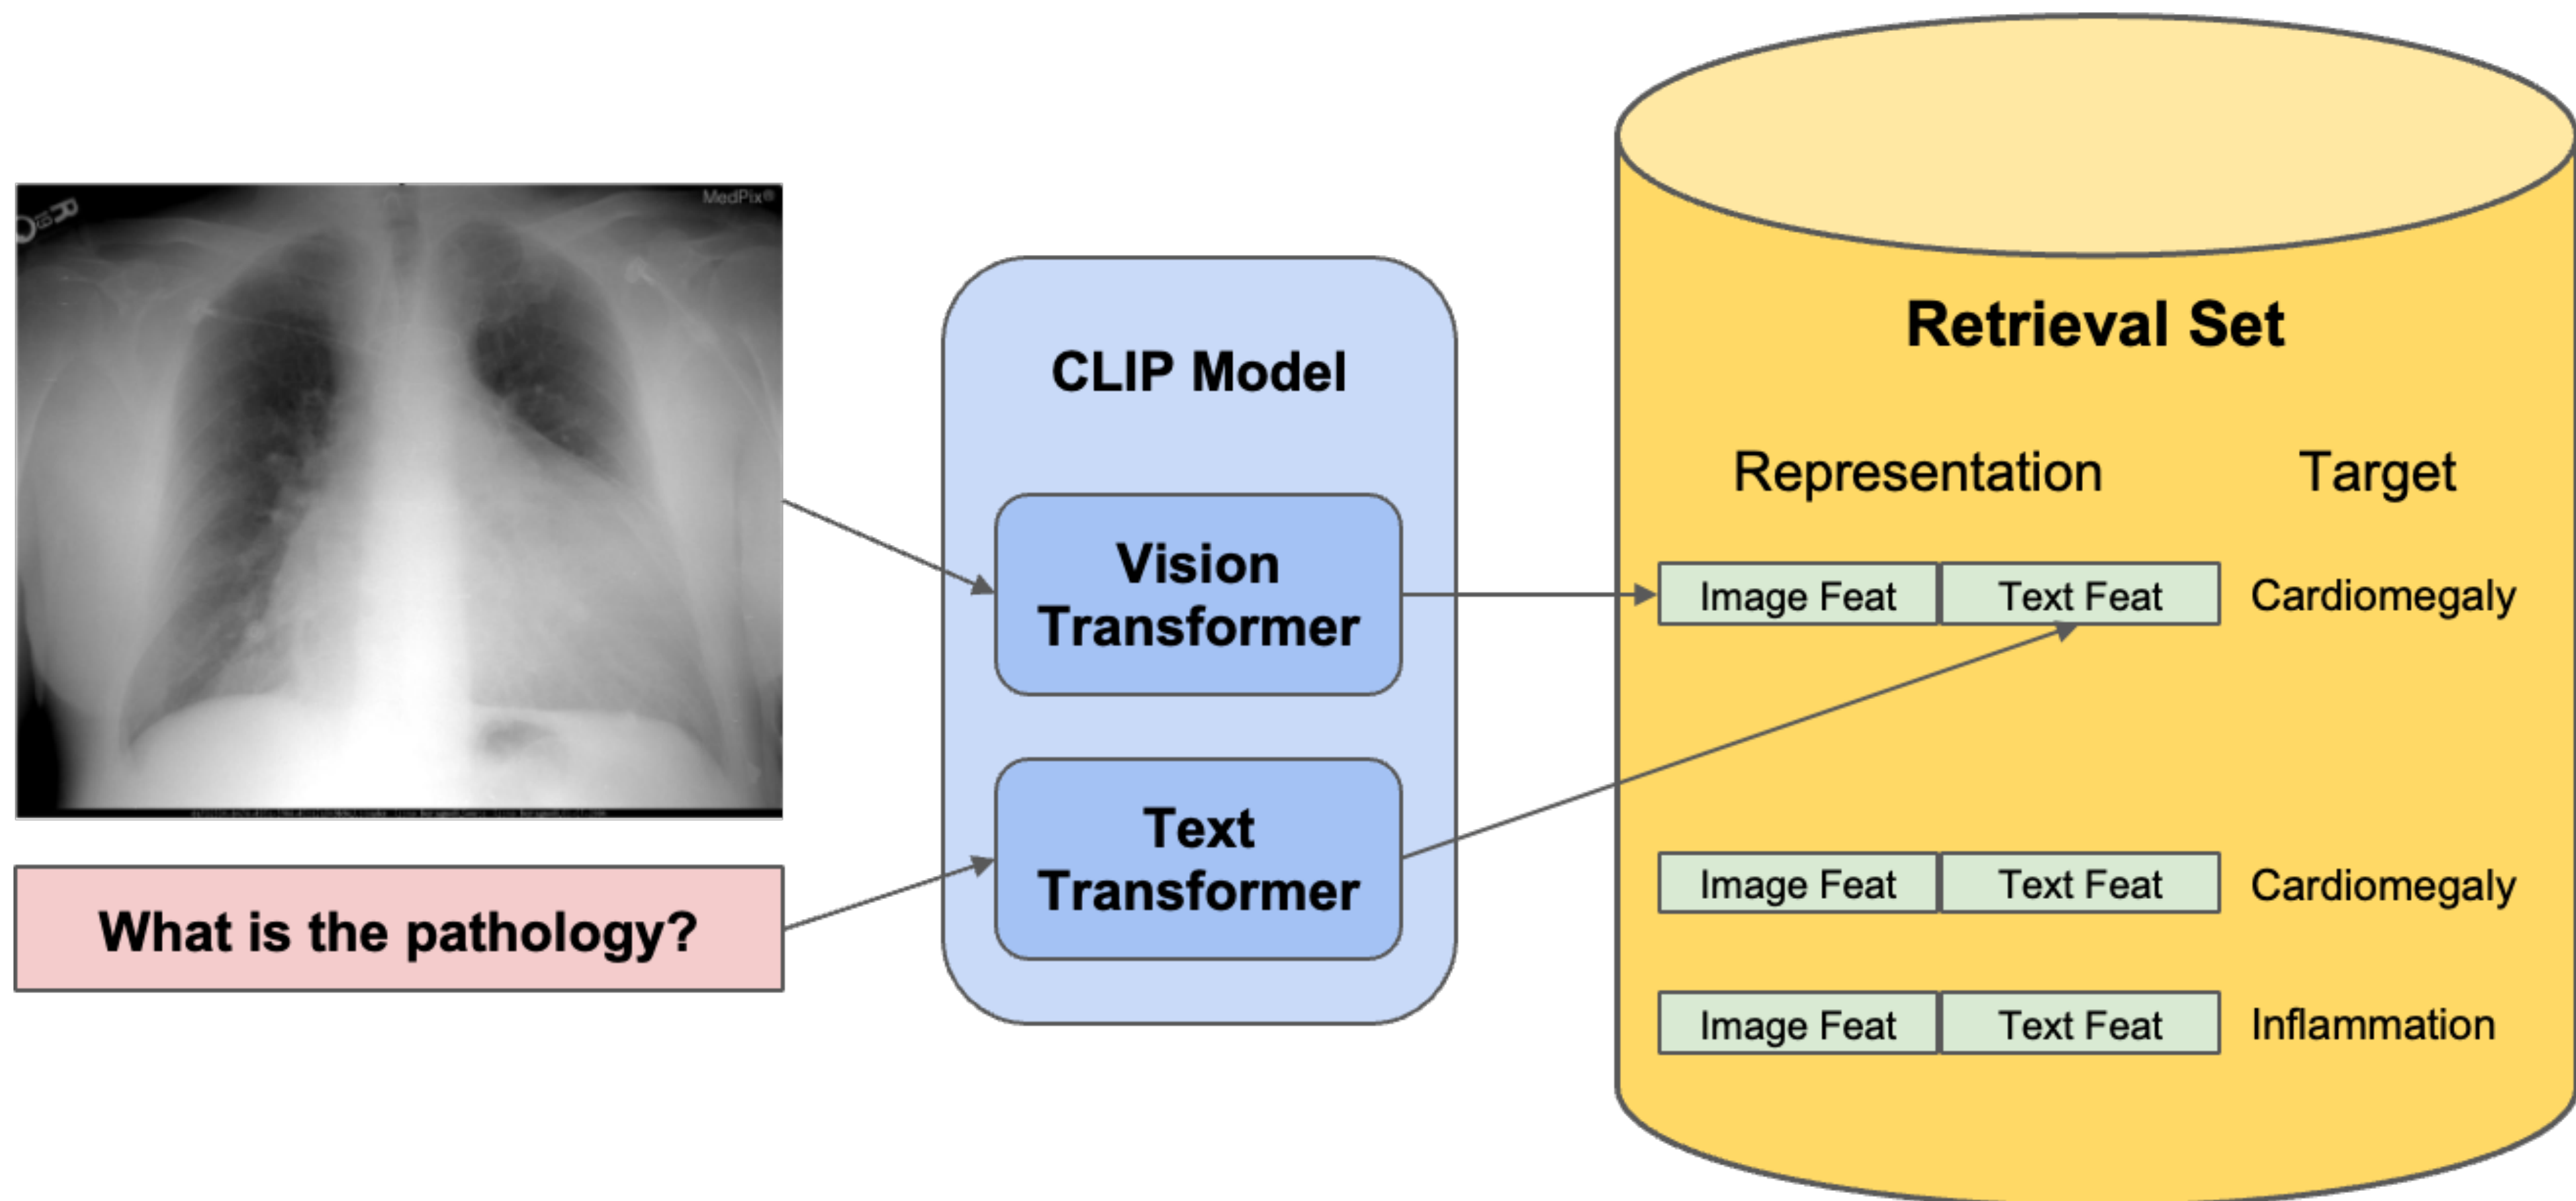 MedPix®
What is the pathology?
CLIP Model
Vision
Transformer
Text
Transformer
Retrieval Set
Representation Target
Image Feat Text Feat Cardiomegaly
Image Feat Text Feat Cardiomegaly
Image Feat Text Feat Inflammation